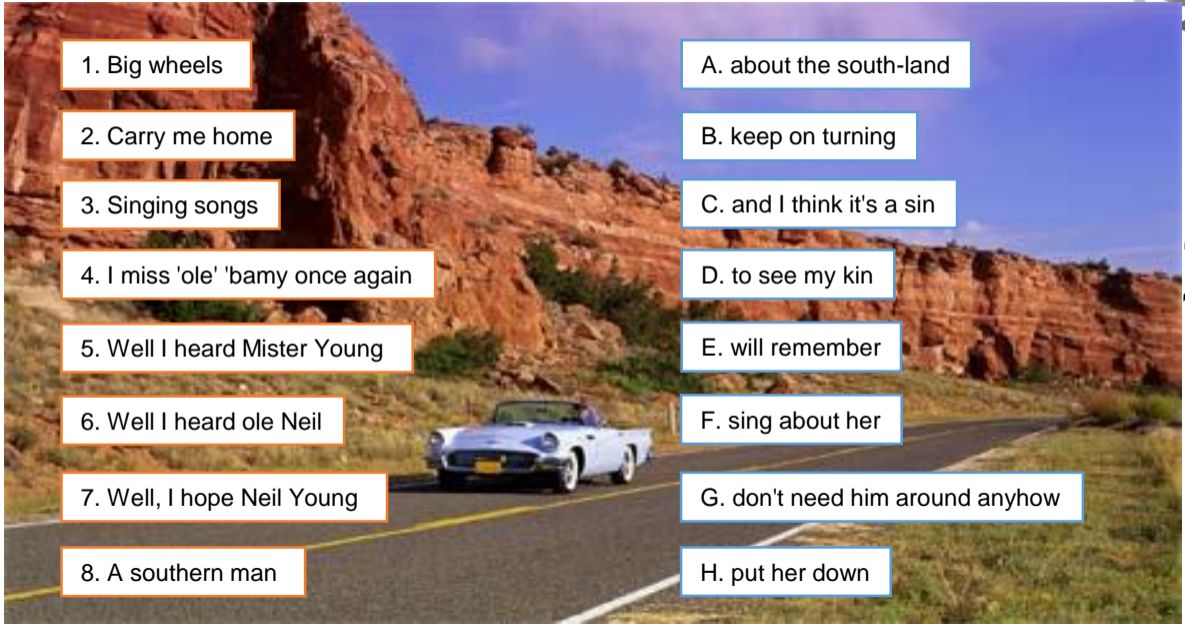 1. Big wheels
2. Carry me home
3. Singing songs
4. I miss 'ole' 'bamy once again
5. Well I heard Mister Young
6. Well I heard ole Neil
7. Well, I hope Neil Young
8. A southern man
A. about the south-land
B. keep on turning
C. and I think it's a sin
D. to see my kin
E. will remember
F. sing about her
G. don't need him around anyhow
H. put her down